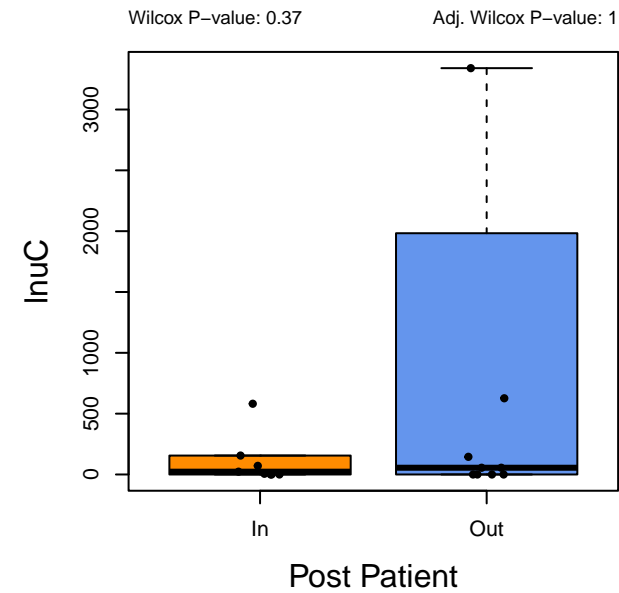 Wilcox P−value: 0.37 Adj. Wilcox P−value: 1
3000
2000
1000
500
0
lnuC
In Out
Post Patient